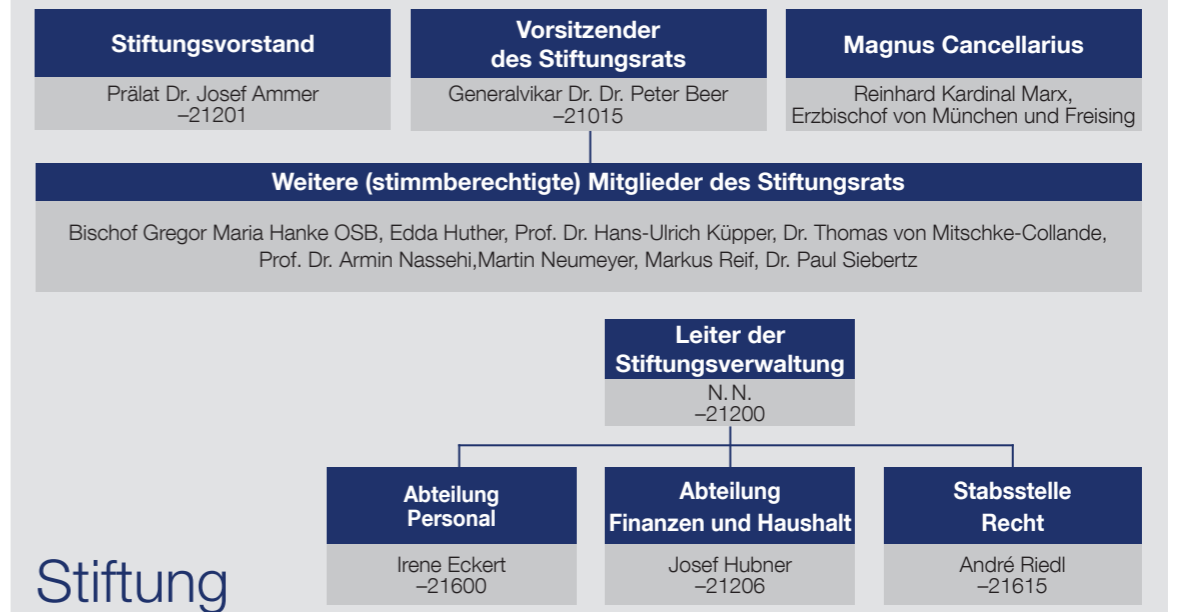 Stiftungsvorstand
Prälat Dr. Josef Ammer
–21201
Vorsitzender
des Stiftungsrats
Generalvikar Dr. Dr. Peter Beer
–21015
Magnus Cancellarius
Reinhard Kardinal Marx,
Erzbischof von München und Freising
Weitere (stimmberechtigte) Mitglieder des Stiftungsrats
Bischof Gregor Maria Hanke OSB, Edda Huther, Prof. Dr. Hans-Ulrich Küpper, Dr. Thomas von Mitschke-Collande,
Prof. Dr. Armin Nassehi,Martin Neumeyer, Markus Reif, Dr. Paul Siebertz
Leiter der
Stiftungsverwaltung
N. N.
–21200
Abteilung
Personal
Irene Eckert
–21600
Abteilung
Finanzen und Haushalt
Josef Hubner
–21206
Stabsstelle
Recht
André Riedl
–21615
Stiftung